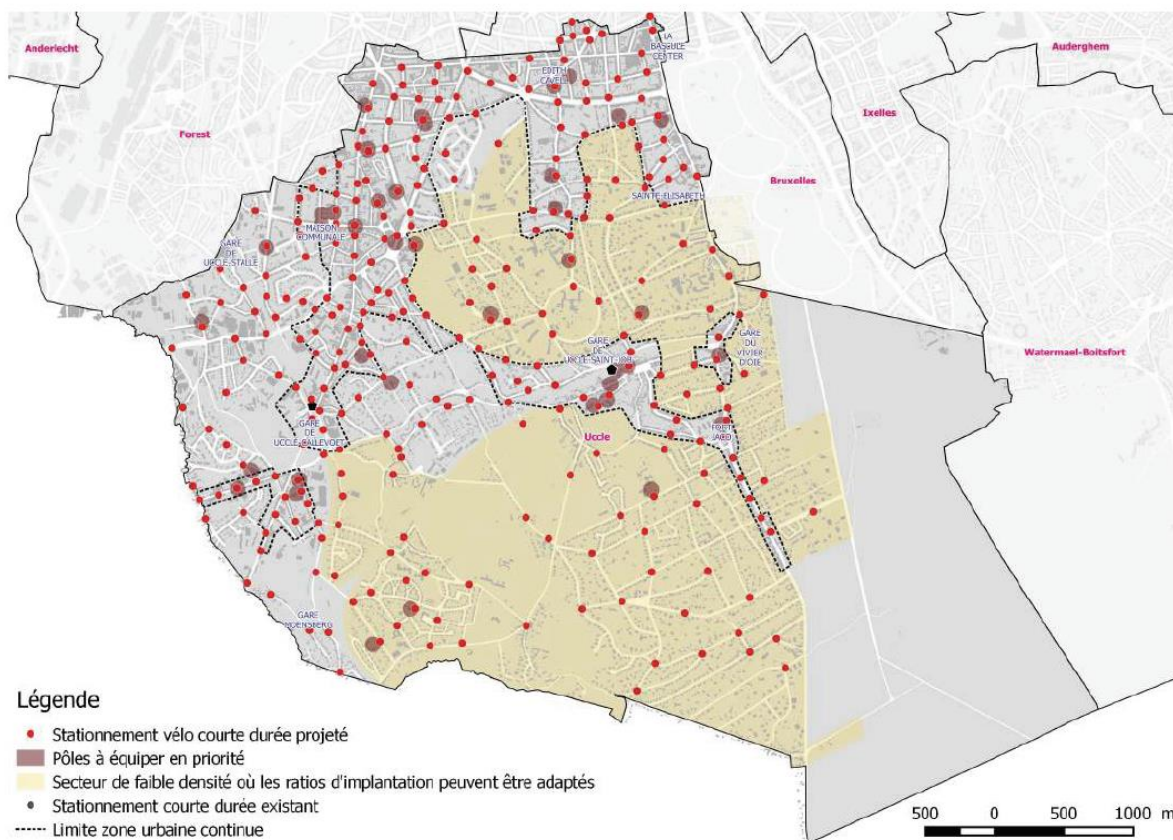 LA
BASCULE
CENTER
Anderlecht
Auderghem
EDITH
CAVELL
Ixelles
Forest
Bruxelles
SAINTE-ELISABETH
MAISON
COMMUNALE
GARE
DE
UCCLE-STALLE
GARE
DE
UCCLE-SAINT-JOB
GARE
DU
VIVIER
D'OIE
Watermael-Boitsfort
GARE
DE
UCCLE-CALLEVOET
Uccle
FORT
JACO
GARE
MOENSBERG
Légende
Stationnement vélo courte durée projeté
Pôles à équiper en priorité
Secteur de faible densité où les ratios d'implantation peuvent être adaptés
Stationnement courte durée existant
Limite zone urbaine continue
500 0 500 1000 m